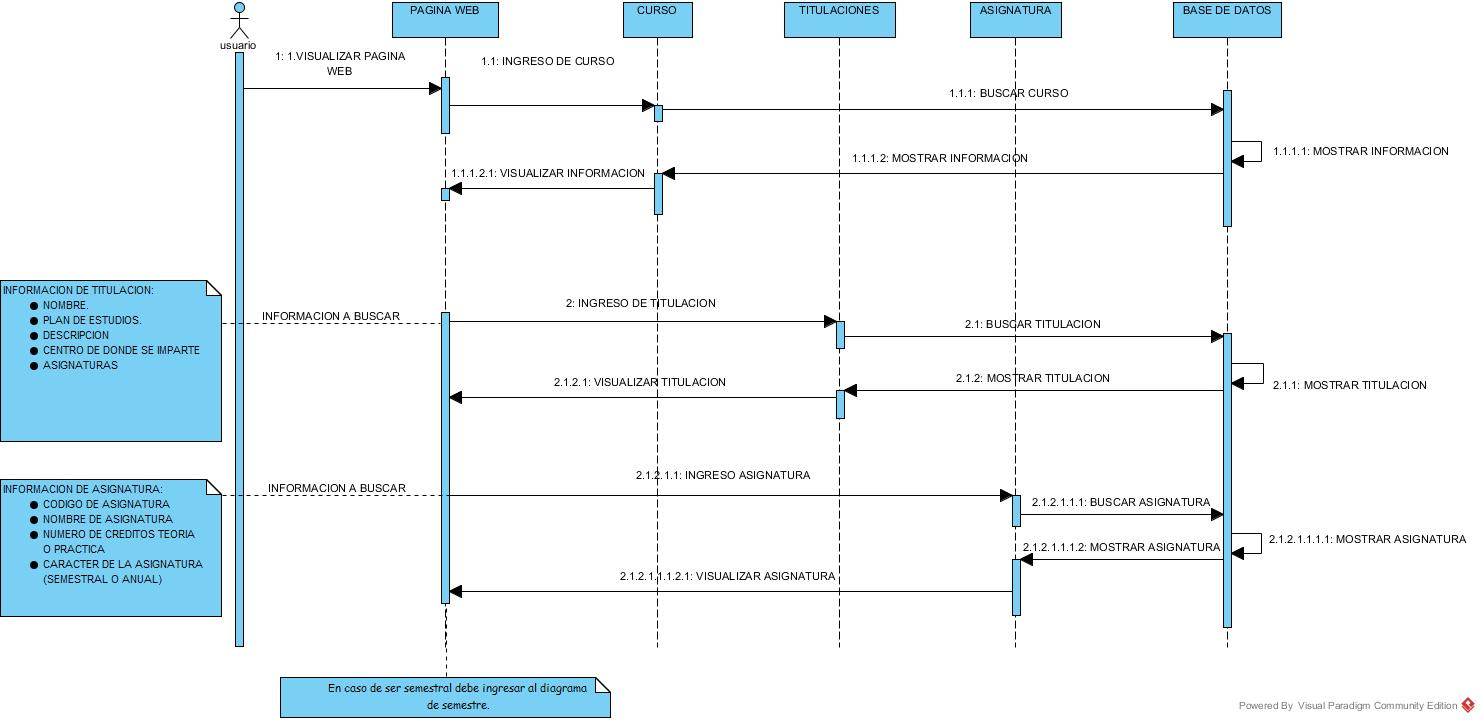 PAGINA WEB
CURSO
TITULACIONES
ASIGNATURA
BASE DE DATOS
usuario
1: 1.VISUALIZAR PAGINA
WEB
1.1: INGRESO DE CURSO
1.1.1: BUSCAR CURSO
1.1.1.1: MOSTRAR INFORMACION
1.1.1.2: MOSTRAR INFORMACION
1.1.1.2.1: VISUALIZAR INFORMACION
INFORMACION DE TITULACION:
● NOMBRE.
● PLAN DE ESTUDIOS.
● DESCRIPCION
● CENTRO DE DONDE SE IMPARTE
● ASIGNATURAS
INFORMACION A BUSCAR
2: INGRESO DE TITULACION
2.1: BUSCAR TITULACION
2.1.1: MOSTRAR TITULACION
2.1.2: MOSTRAR TITULACION
2.1.2.1: VISUALIZAR TITULACION
INFORMACION DE ASIGNATURA:
● CODIGO DE ASIGNATURA
● NOMBRE DE ASIGNATURA
● NUMERO DE CREDITOS TEORIA
O PRACTICA
● CARACTER DE LA ASIGNATURA
(SEMESTRAL O ANUAL)
INFORMACION A BUSCAR
2.1.2.1.1: INGRESO ASIGNATURA
2.1.2.1.1.1: BUSCAR ASIGNATURA
2.1.2.1.1.1.1: MOSTRAR ASIGNATURA
2.1.2.1.1.1.2: MOSTRAR ASIGNATURA
2.1.2.1.1.1.2.1: VISUALIZAR ASIGNATURA
En caso de ser semestral debe ingresar al diagrama
de semestre.
Powered By Visual Paradigm Community Edition